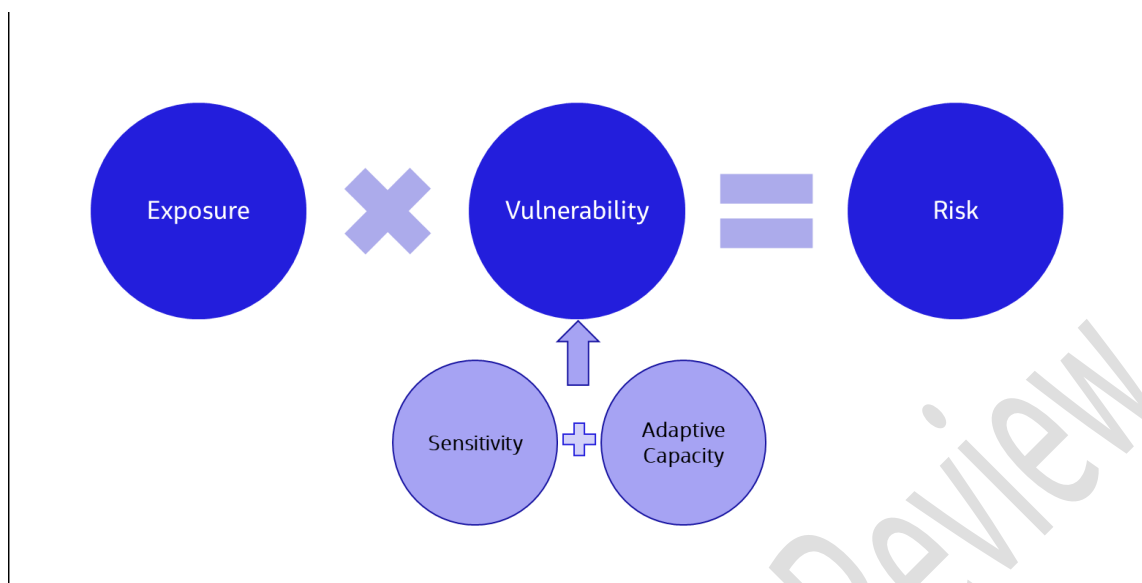 Exposure
Vulnerability
Risk
Sensitivity
Adaptive
Capacity
Review